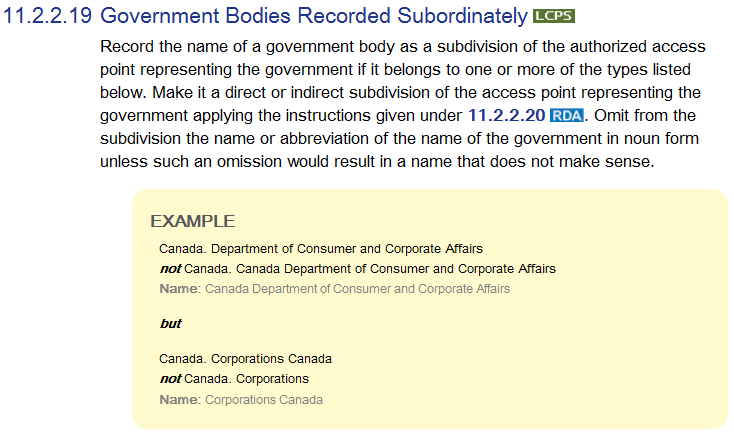 11.2.2.19 Government Bodies Recorded Subordinately LCPS
Record the name of a government body as a subdivision of the authorized access
point representing the government if it belongs to one or more of the types listed
below. Make it a direct or indirect subdivision of the access point representing the
government applying the instructions given under 11.2.2.20 RDA. Omit from the
subdivision the name or abbreviation of the name of the government in noun form
unless such an omission would result in a name that does not make sense.
EXAMPLE
Canada. Department of Consumer and Corporate Affairs
not Canada. Canada Department of Consumer and Corporate Affairs
Name: Canada Department of Consumer and Corporate Affairs
but
Canada. Corporations Canada
not Canada. Corporations
Name: Corporations Canada